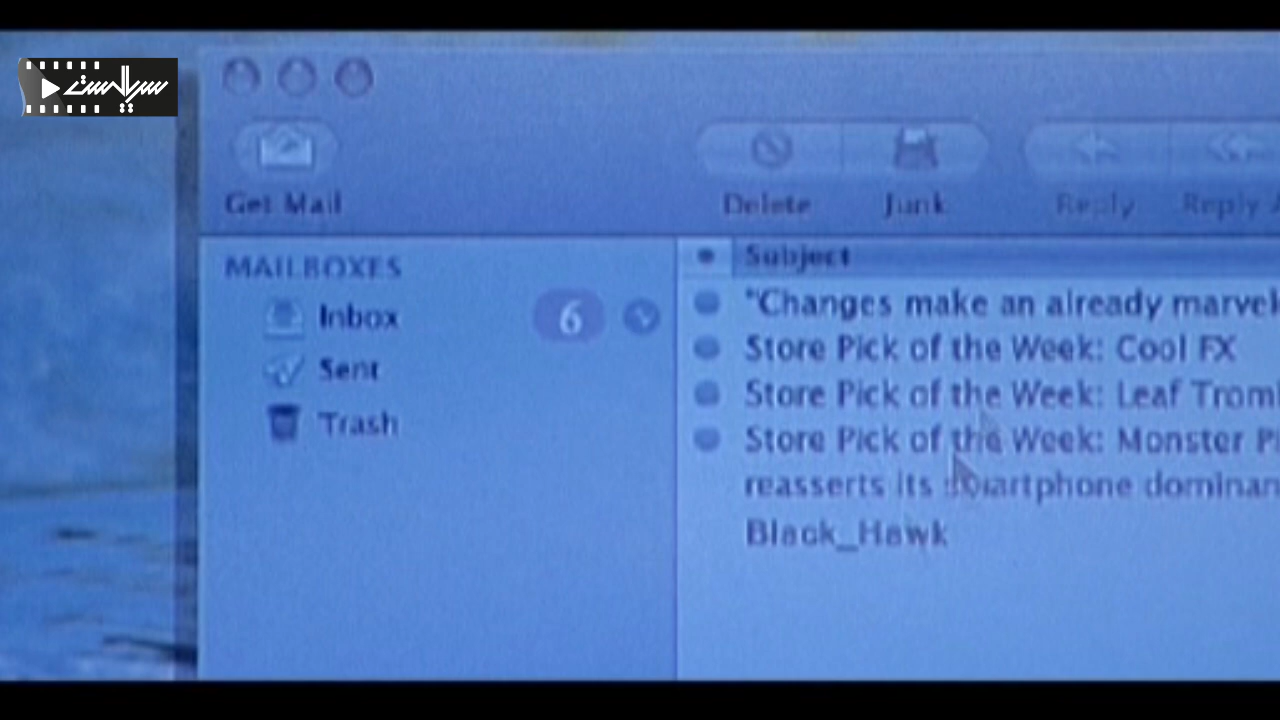 سریالست
Get Mail
Delete
Junk
Reply
Reply
MAILBOXES
Inbox
6
Sent
Trash
Subject
"Changes make an already
Store Pick of the Week: Cool FX
Store Pick of the Week: Leaf
Store Pick of the Week: Monster
reasserts its smartphone
Black_Hawk